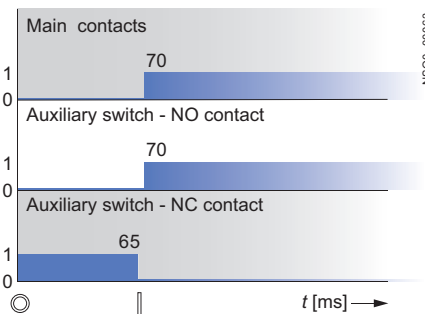 Main contacts
70
1
0
Auxiliary switch - NO contact
70
1
0
Auxiliary switch - NC contact
65
1
0
t [ms]